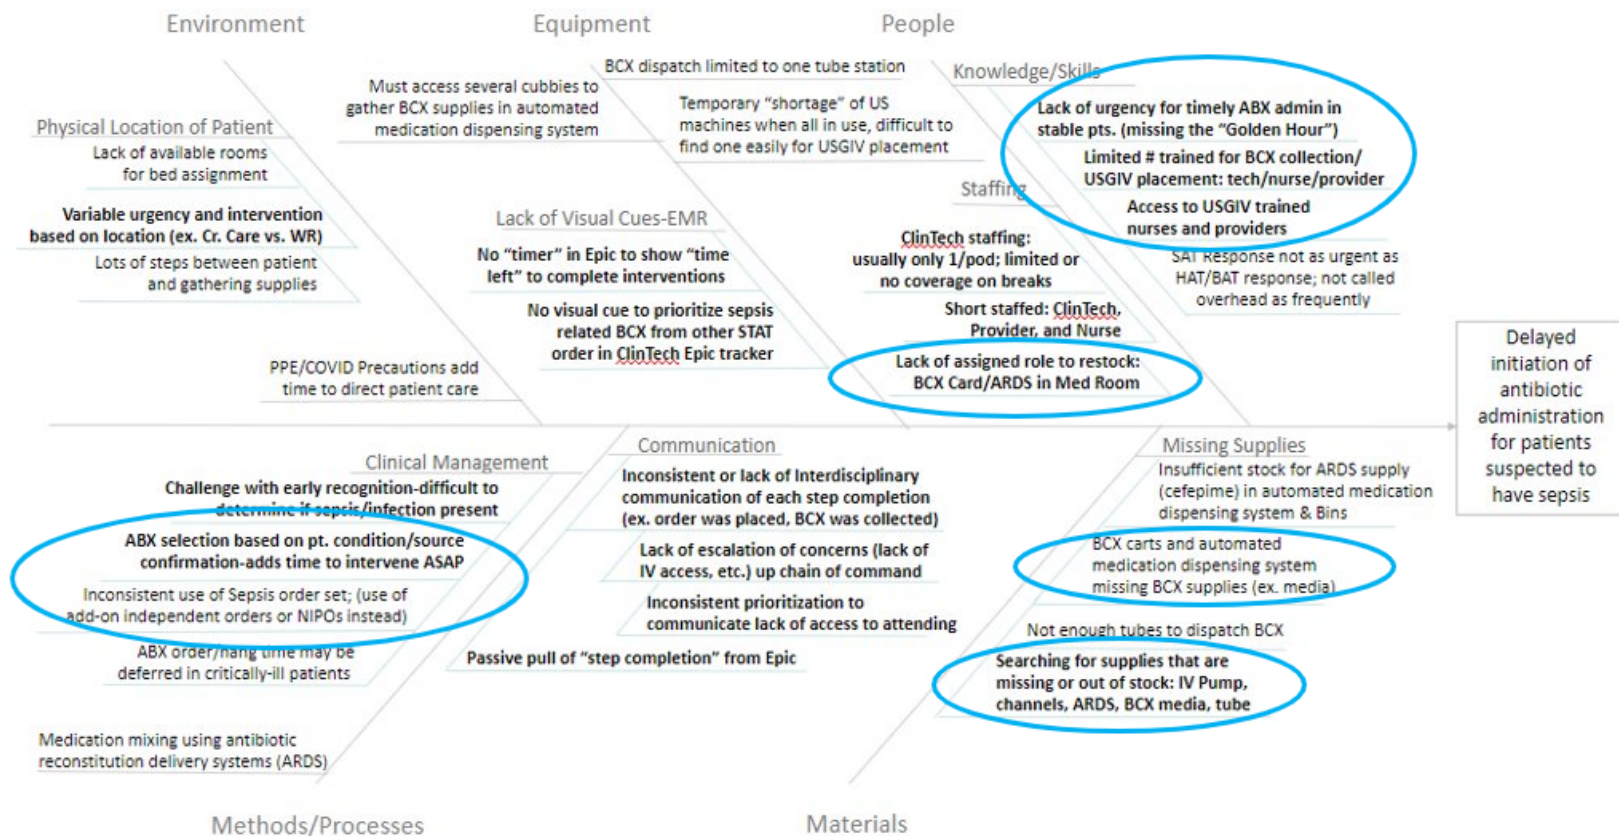 Environment
Equipment
People
Physical Location of Patient
Lack of available rooms
for bed assignment
Variable urgency and intervention
based on location (ex. Cr. Care vs. WR)
Lots of steps between patient
and gathering supplies
PPE/COVID Precautions add
time to direct patient care
Must access several cubbies to
gather BCX supplies in automated
medication dispensing system
BCX dispatch limited to one tube station
Temporary “shortage” of US
machines when all in use, difficult to
find one easily for USGIV placement
Lack of Visual Cues-EMR
No “timer” in Epic to show “time
left” to complete interventions
No visual cue to prioritize sepsis
related BCX from other STAT
order in ClinTech Epic tracker
Knowledge/Skills
Lack of urgency for timely ABX admin in
stable pts. (missing the “Golden Hour”)
Limited # trained for BCX collection/
USGIV placement: tech/nurse/provider
Access to USGIV trained
nurses and providers
SAT Response not as urgent as
HAT/BAT response; not called
overhead as frequently
Staffing
ClinTech staffing:
usually only 1/pod; limited or
no coverage on breaks
Short staffed: ClinTech,
Provider, and Nurse
Lack of assigned role to restock:
BCX Card/ARDS in Med Room
Delayed
initiation of
antibiotic
administration
for patients
suspected to
have sepsis
Clinical Management
Challenge with early recognition-difficult to
determine if sepsis/infection present
ABX selection based on pt. condition/source
confirmation-adds time to intervene ASAP
Inconsistent use of Sepsis order set; (use of
add-on independent orders or NIPOs instead)
ABX order/hang time may be
deferred in critically-ill patients
Medication mixing using antibiotic
reconstitution delivery systems (ARDS)
Communication
Inconsistent or lack of Interdisciplinary
communication of each step completion
(ex. order was placed, BCX was collected)
Lack of escalation of concerns (lack of
IV access, etc.) up chain of command
Inconsistent prioritization to
communicate lack of access to attending
Passive pull of “step completion” from Epic
Missing Supplies
Insufficient stock for ARDS supply
(cefepime) in automated medication
dispensing system & Bins
BCX carts and automated
medication dispensing system
missing BCX supplies (ex. media)
Not enough tubes to dispatch BCX
Searching for supplies that are
missing or out of stock: IV Pump,
channels, ARDS, BCX media, tube
Methods/Processes
Materials